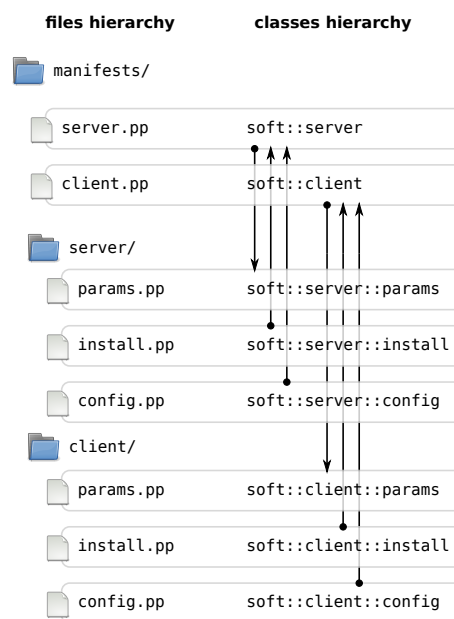 files hierarchy classes hierarchy
manifests/
server.pp soft::server
client.pp soft::client
server/
params.pp soft::server::params
install.pp soft::server::install
config.pp soft::server::config
client/
params.pp soft::client::params
install.pp soft::client::install
config.pp soft::client::config